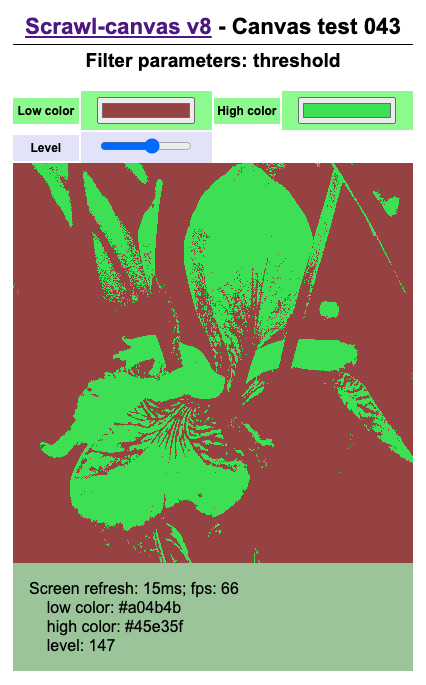 Scrawl-canvas v8 - Canvas test 043
Filter parameters: threshold
Low color
High color
Level
Screen refresh: 15ms; fps: 66
low color: #a04b4b
high color: #45e35f
level: 147